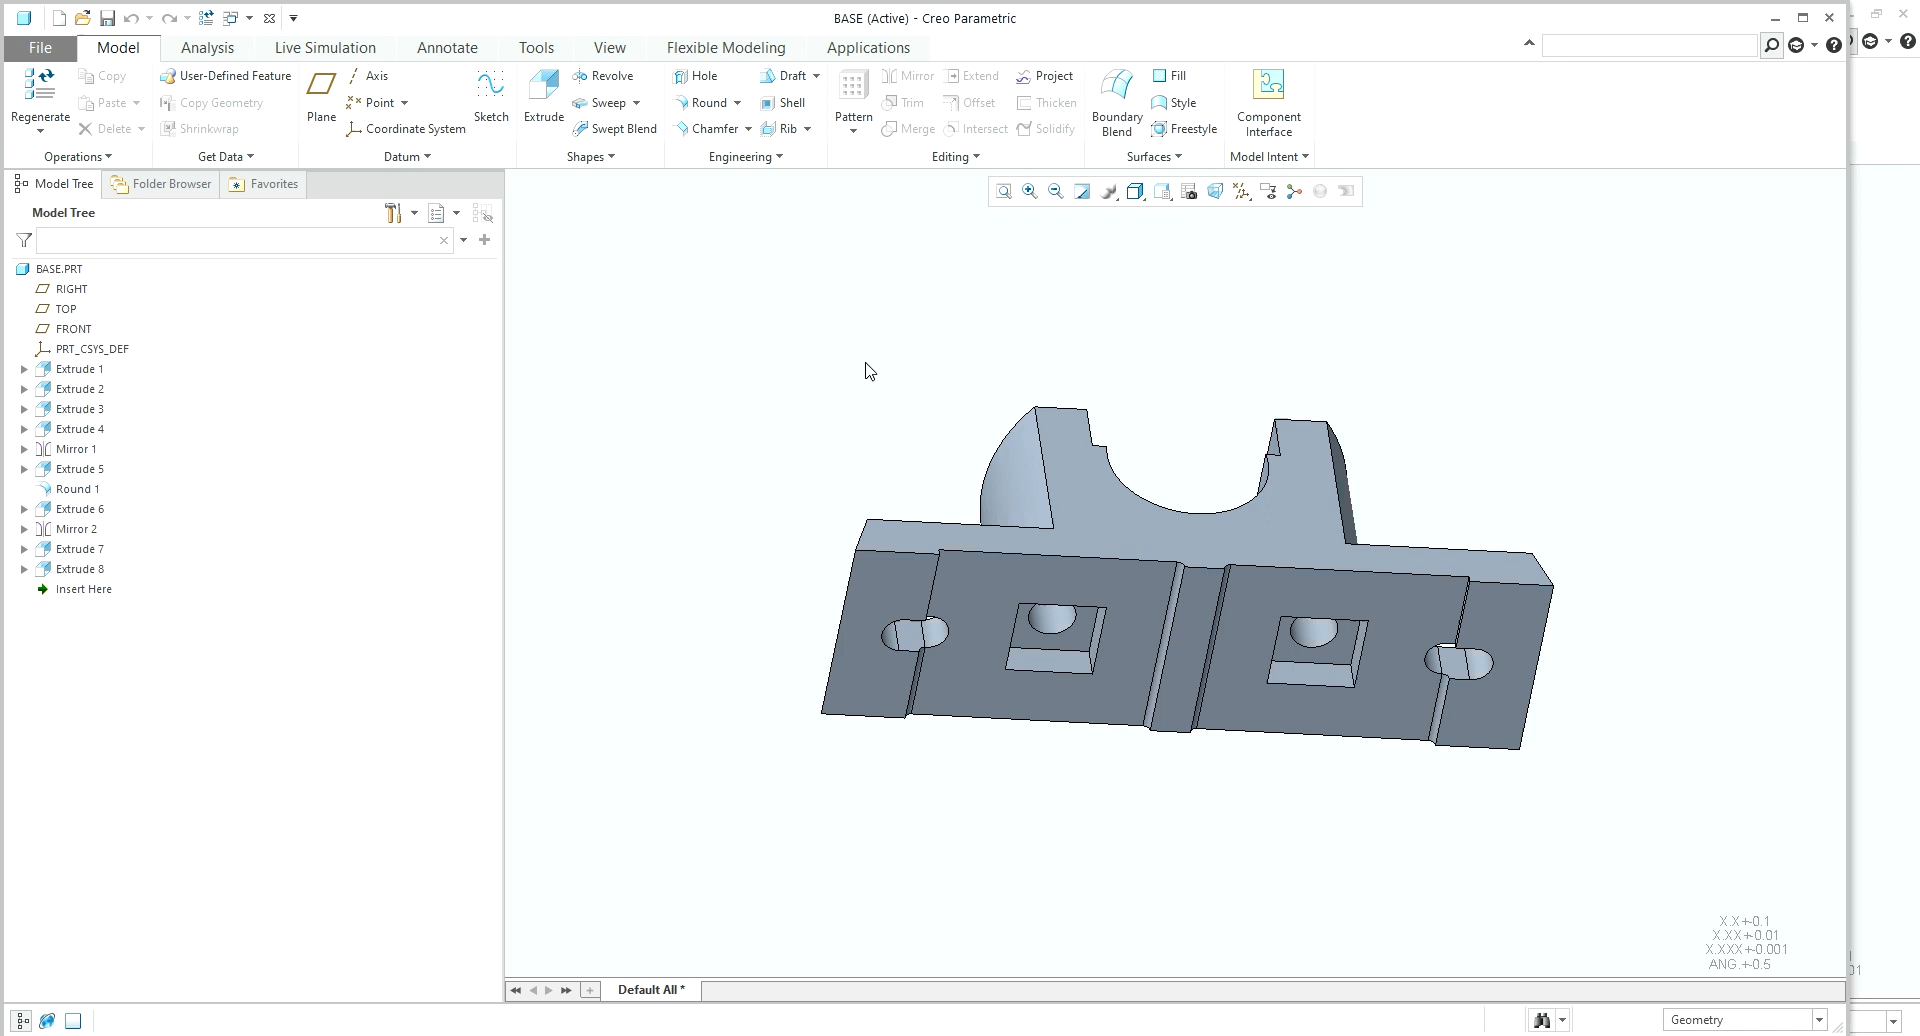 BASE (Active) - Creo Parametric
File Model Analysis Live Simulation Annotate Tools View Flexible Modeling Applications
Regenerate
Copy
Paste
Delete
Operations
User-Defined Feature
Copy Geometry
Shrinkwrap
Get Data
Plane
Axis
Point
Coordinate System
Sketch
Datum
Extrude
Revolve
Sweep
Swept Blend
Shapes
Hole
Round
Chamfer
Draft
Shell
Rib
Engineering
Pattern
Mirror
Trim
Merge
Extend
Offset
Intersect
Project
Thicken
Solidify
Editing
Boundary
Blend
Fill
Style
Freestyle
Surfaces
Component
Interface
Model Intent
Model Tree Folder Browser Favorites
Model Tree
BASE.PRT
RIGHT
TOP
FRONT
PRT_CSYS_DEF
Extrude 1
Extrude 2
Extrude 3
Extrude 4
Mirror 1
Extrude 5
Round 1
Extrude 6
Mirror 2
Extrude 7
Extrude 8
Insert Here
X.X+-0.1
X.XX+-0.01
X.XXX+-0.001
ANG.+-0.5
Default All *
Geometry